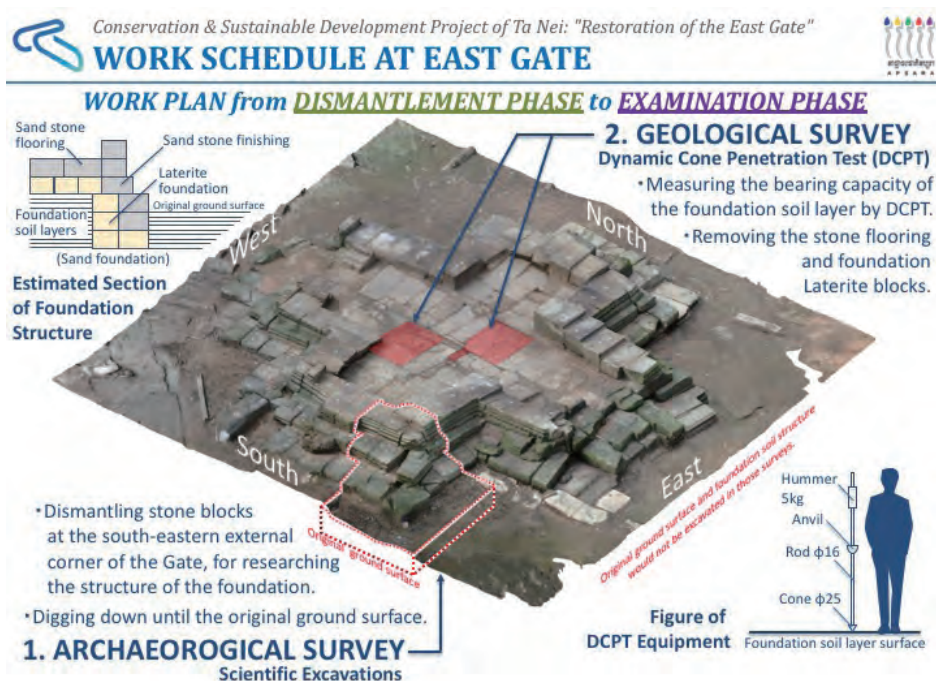 Conservation & Sustainable Development Project of Ta Nei: "Restoration of the East Gate"
WORK SCHEDULE AT EAST GATE
APSARA
WORK PLAN from DISMANTLEMENT PHASE to EXAMINATION PHASE
Sand stone
flooring
Sand stone finishing
Laterite
foundation
Original ground surface
Foundation
soil layers
(Sand foundation)
Estimated Section
of Foundation
Structure
2. GEOLOGICAL SURVEY
Dynamic Cone Penetration Test (DCPT)
・Measuring the bearing capacity of
the foundation soil layer by DCPT.
・Removing the stone flooring
and foundation
Laterite blocks.
West
North
South
East
Original ground surface
Original ground surface and foundation soil structure
would not be excavated in those surveys.
・Dismantling stone blocks
at the south-eastern external
corner of the Gate, for researching
the structure of the foundation.
・Digging down until the original ground surface.
1. ARCHAEOROGICAL SURVEY
Scientific Excavations
Hummer
5kg
Anvil
Rod φ16
Cone φ25
Figure of
DCPT Equipment
Foundation soil layer surface